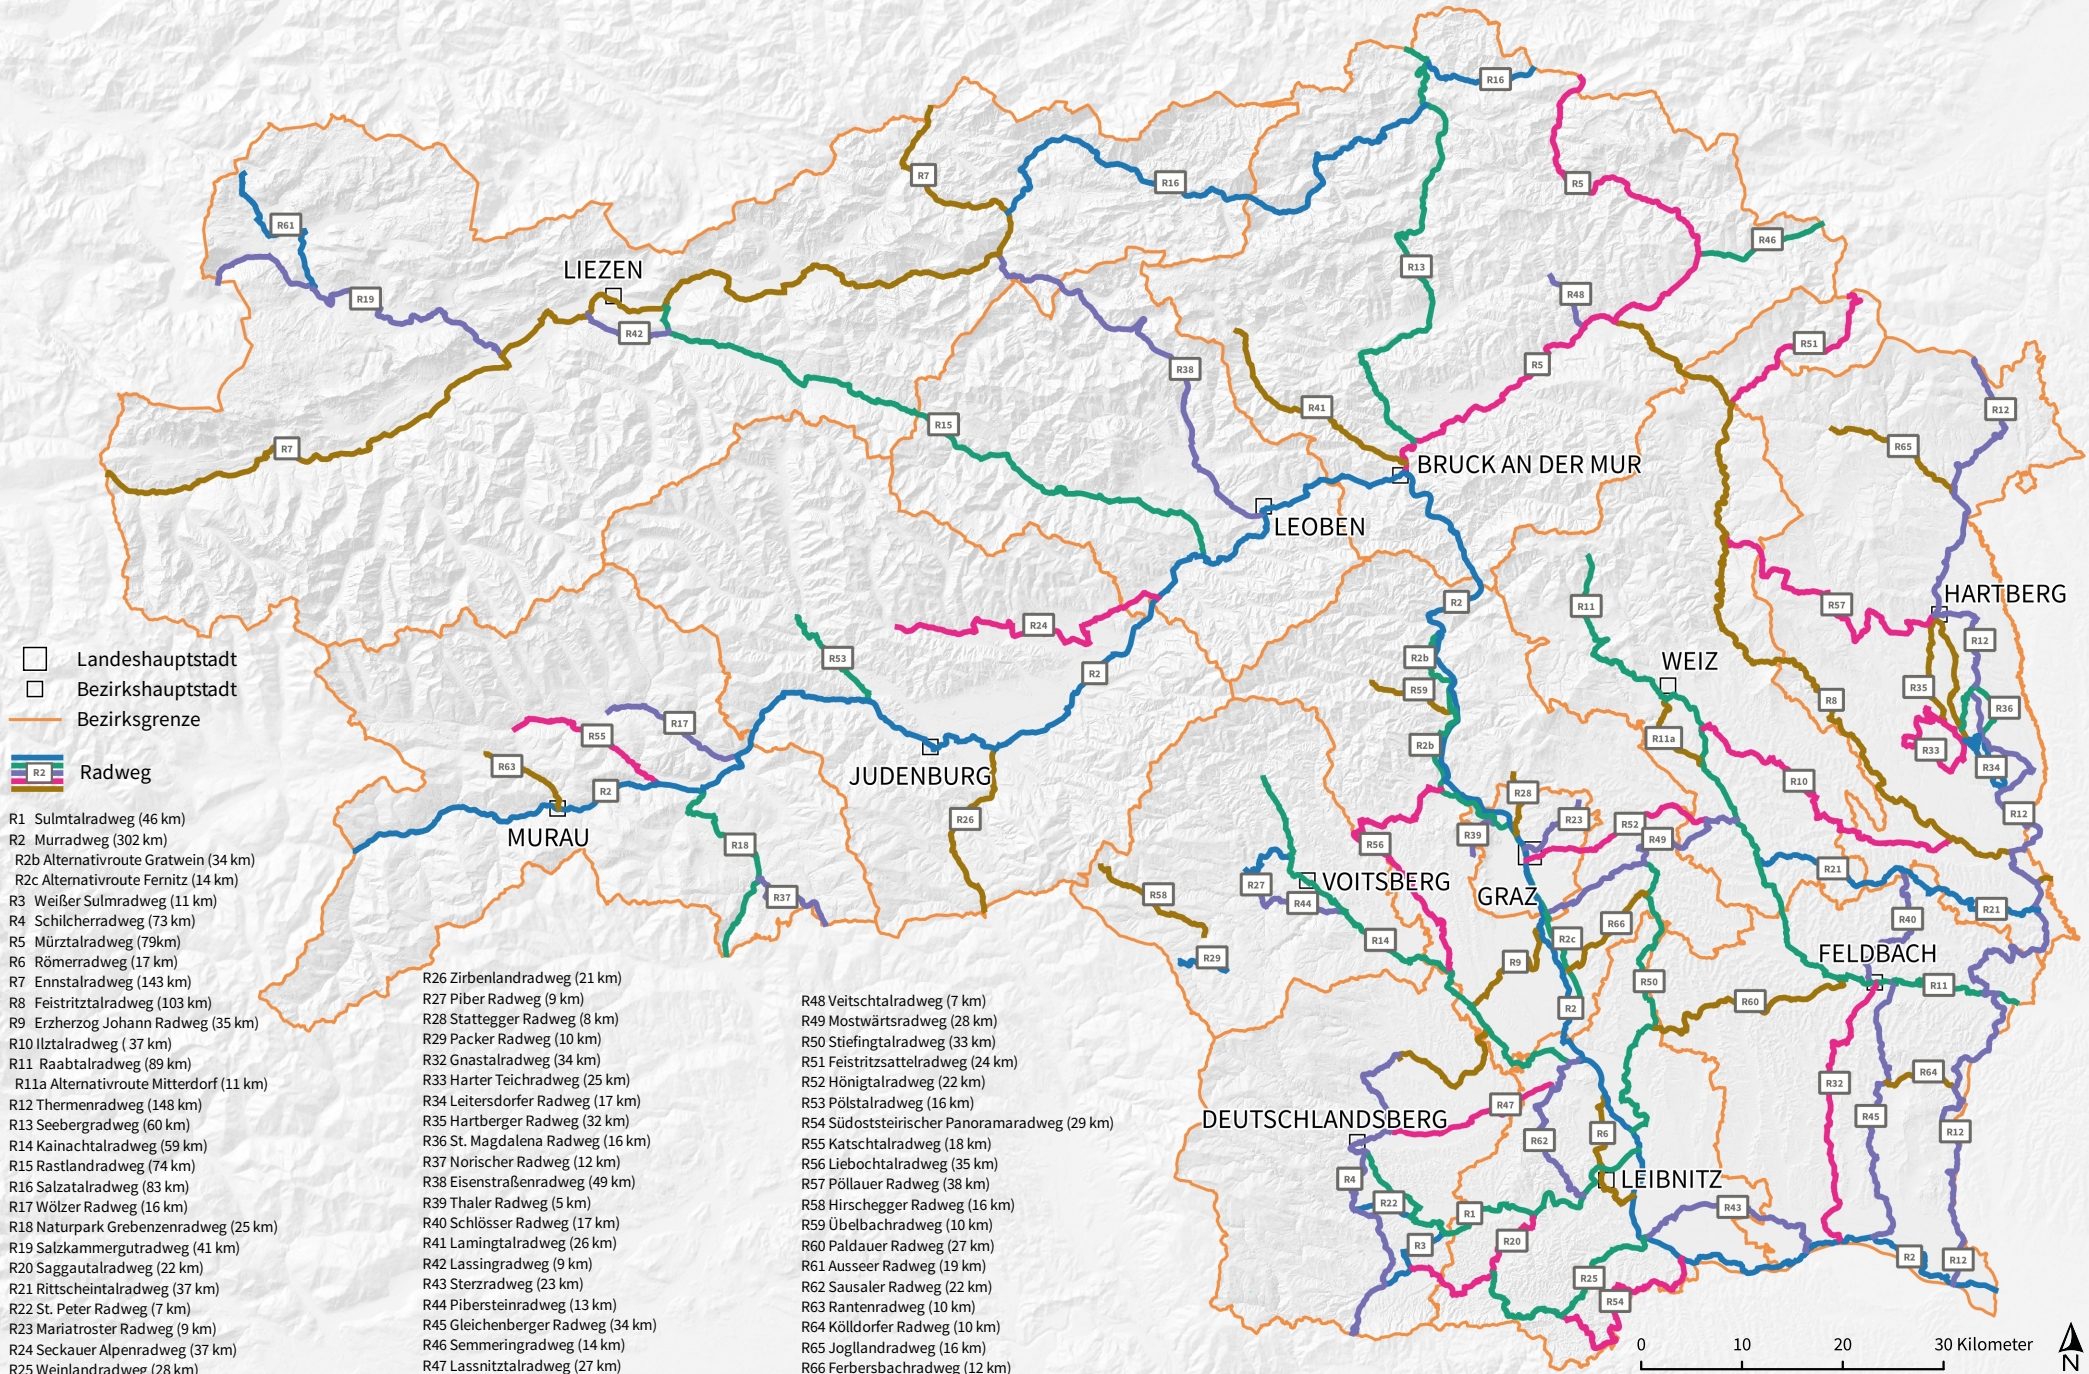 R16
R7
R16
R5
R61
R46
R13
LIEZEN
R48
R19
R42
R51
R5
R38
R41
R12
R15
R65
R7
BRUCK AN DER MUR
LEOBEN
R2
R11
R57
HARTBERG
R24
R12
R53
R2b
WEIZ
R2
R59
R35
R8
R36
R17
R55
R2b
R11a
R33
R63
JUDENBURG
R34
R10
R2
R28
R26
R23
R12
MURAU
R39
R52
R49
R18
R56
R21
R27
VOITSBERG
R37
R58
GRAZ
R44
R21
R40
R66
R14
R2c
FELDBACH
R29
R9
R50
R11
R60
R2
R64
R32
R47
DEUTSCHLANDSBERG
R45
R6
R12
R62
R4
LEIBNITZ
R22
R43
R1
R20
R3
R2
R12
R25
R54
Landeshauptstadt
Bezirkshauptstadt
Bezirksgrenze
R2 Radweg
R1 Sulmtalradweg (46 km)
R2 Murradweg (302 km)
R2b Alternativroute Gratwein (34 km)
R2c Alternativroute Fernitz (14 km)
R3 Weißer Sulmradweg (11 km)
R4 Schilcherradweg (73 km)
R5 Mürztalradweg (79km)
R6 Römerradweg (17 km)
R7 Ennstalradweg (143 km)
R8 Feistritztalradweg (103 km)
R9 Erzherzog Johann Radweg (35 km)
R10 Ilztalradweg ( 37 km)
R11 Raabtalradweg (89 km)
R11a Alternativroute Mitterdorf (11 km)
R12 Thermenradweg (148 km)
R13 Seebergradweg (60 km)
R14 Kainachtalradweg (59 km)
R15 Rastlandradweg (74 km)
R16 Salzatalradweg (83 km)
R17 Wölzer Radweg (16 km)
R18 Naturpark Grebenzenradweg (25 km)
R19 Salzkammergutradweg (41 km)
R20 Saggautalradweg (22 km)
R21 Rittscheintalradweg (37 km)
R22 St. Peter Radweg (7 km)
R23 Mariatroster Radweg (9 km)
R24 Seckauer Alpenradweg (37 km)
R25 Weinlandradweg (28 km)
R26 Zirbenlandradweg (21 km)
R27 Piber Radweg (9 km)
R28 Stattegger Radweg (8 km)
R29 Packer Radweg (10 km)
R32 Gnastalradweg (34 km)
R33 Harter Teichradweg (25 km)
R34 Leitersdorfer Radweg (17 km)
R35 Hartberger Radweg (32 km)
R36 St. Magdalena Radweg (16 km)
R37 Norischer Radweg (12 km)
R38 Eisenstraßenradweg (49 km)
R39 Thaler Radweg (5 km)
R40 Schlösser Radweg (17 km)
R41 Lamingtalradweg (26 km)
R42 Lassingradweg (9 km)
R43 Sterzradweg (23 km)
R44 Pibersteinradweg (13 km)
R45 Gleichenberger Radweg (34 km)
R46 Semmeringradweg (14 km)
R47 Lassnitztalradweg (27 km)
R48 Veitschtalradweg (7 km)
R49 Mostwärtsradweg (28 km)
R50 Stiefingtalradweg (33 km)
R51 Feistritzsattelradweg (24 km)
R52 Hönigtalradweg (22 km)
R53 Pölstalradweg (16 km)
R54 Südoststeirischer Panoramaradweg (29 km)
R55 Katschtalradweg (18 km)
R56 Liebochtalradweg (35 km)
R57 Pöllauer Radweg (38 km)
R58 Hirschegger Radweg (16 km)
R59 Übelbachradweg (10 km)
R60 Paldauer Radweg (27 km)
R61 Ausseer Radweg (19 km)
R62 Sausaler Radweg (22 km)
R63 Rantenradweg (10 km)
R64 Kölldorfer Radweg (10 km)
R65 Jogllandradweg (16 km)
R66 Ferbersbachradweg (12 km)
0 10 20 30 Kilometer
N